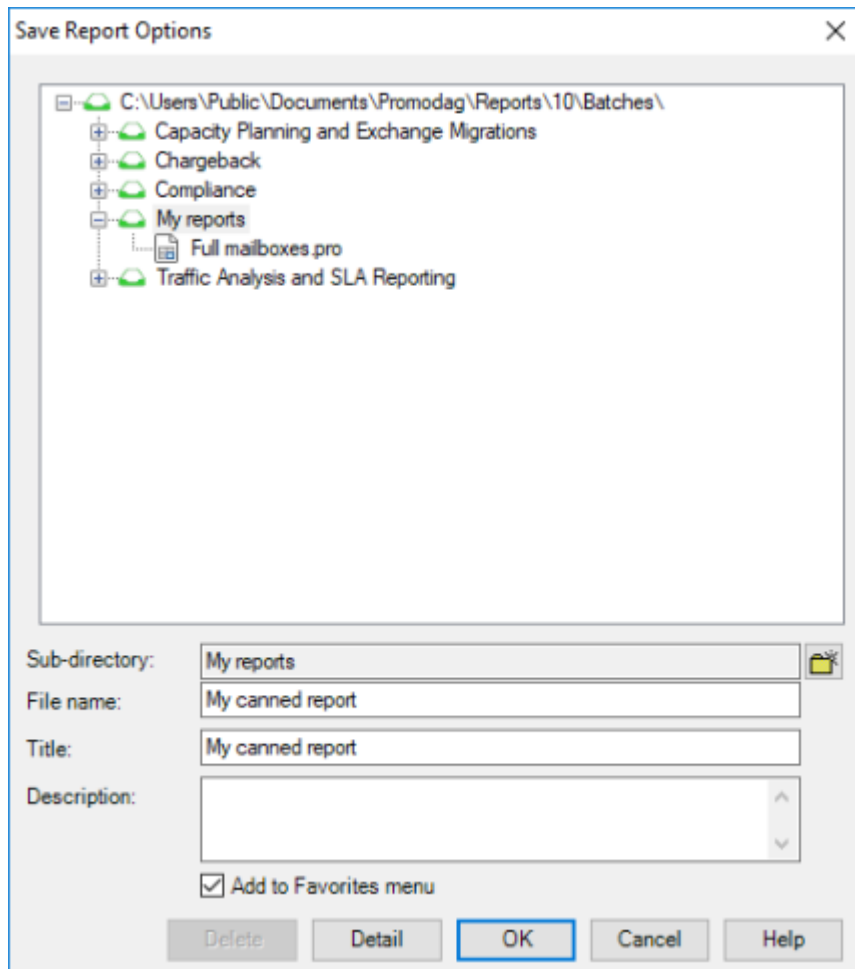 Save Report Options
C:\Users\Public\Documents\Promodag\Reports\10\Batches\
Capacity Planning and Exchange Migrations
Chargeback
Compliance
My reports
Full mailboxes.pro
Traffic Analysis and SLA Reporting
Sub-directory: My reports
File name: My canned report
Title: My canned report
Description:
Add to Favorites menu
Delete Detail OK Cancel Help